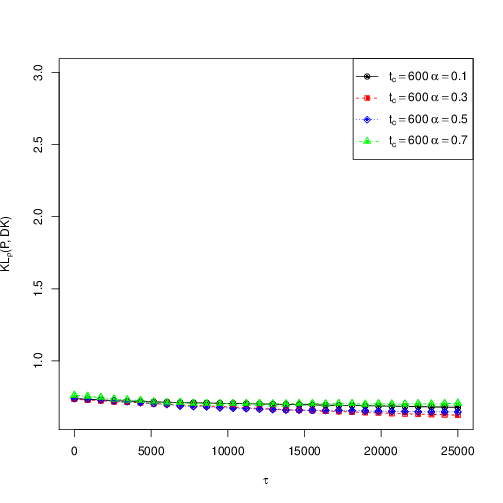 3.0
2.5
2.0
1.5
1.0
KLp(P, DK)
0 5000 10000 15000 20000 25000
τ
tc = 600 α = 0.1
tc = 600 α = 0.3
tc = 600 α = 0.5
tc = 600 α = 0.7